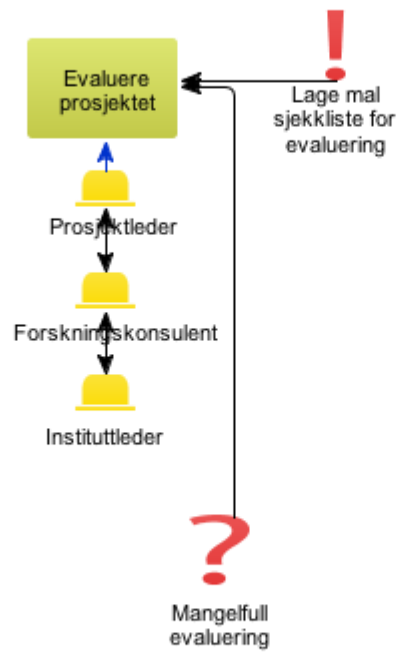 Evaluere
prosjektet
Lage mal
sjekkliste for
evaluering
Prosjektleder
Forskningskonsulent
Instituttleder
Mangelfull
evaluering